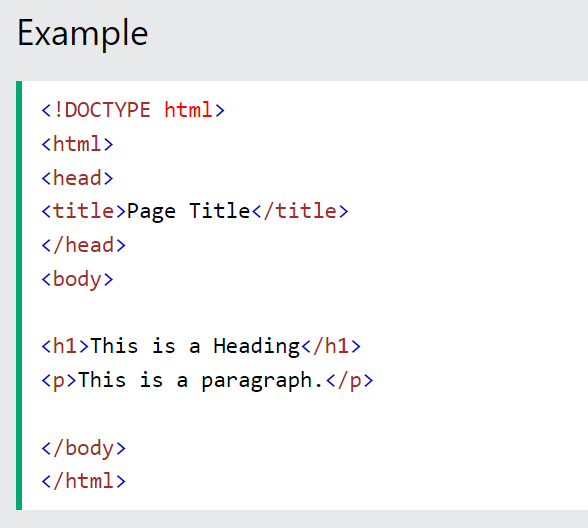 Example
<!DOCTYPE html>
<html>
<head>
<title>Page Title</title>
</head>
<body>
<h1>This is a Heading</h1>
<p>This is a paragraph.</p>
</body>
</html>